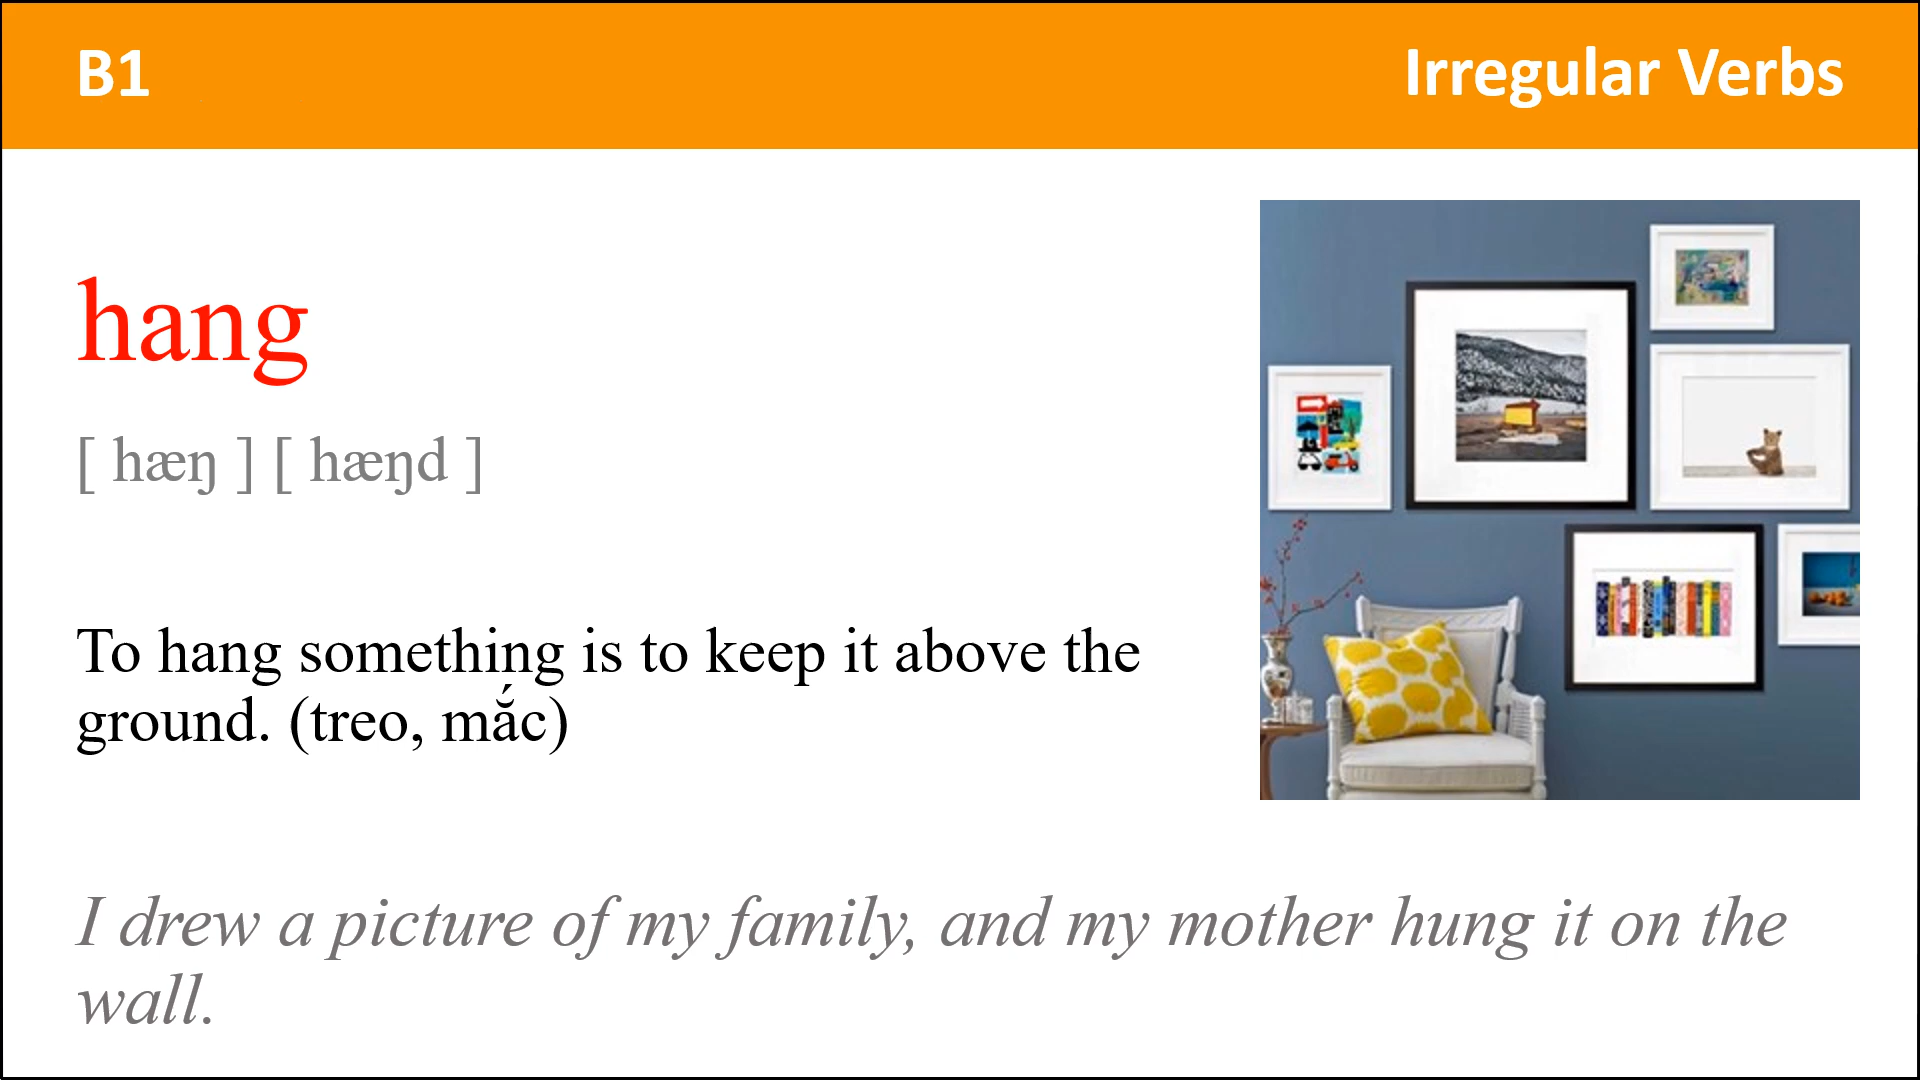 B1
Irregular Verbs
hang
[ hæŋ ] [ hæŋd ]
To hang something is to keep it above the
ground. (treo, mắc)
I drew a picture of my family, and my mother hung it on the
wall.